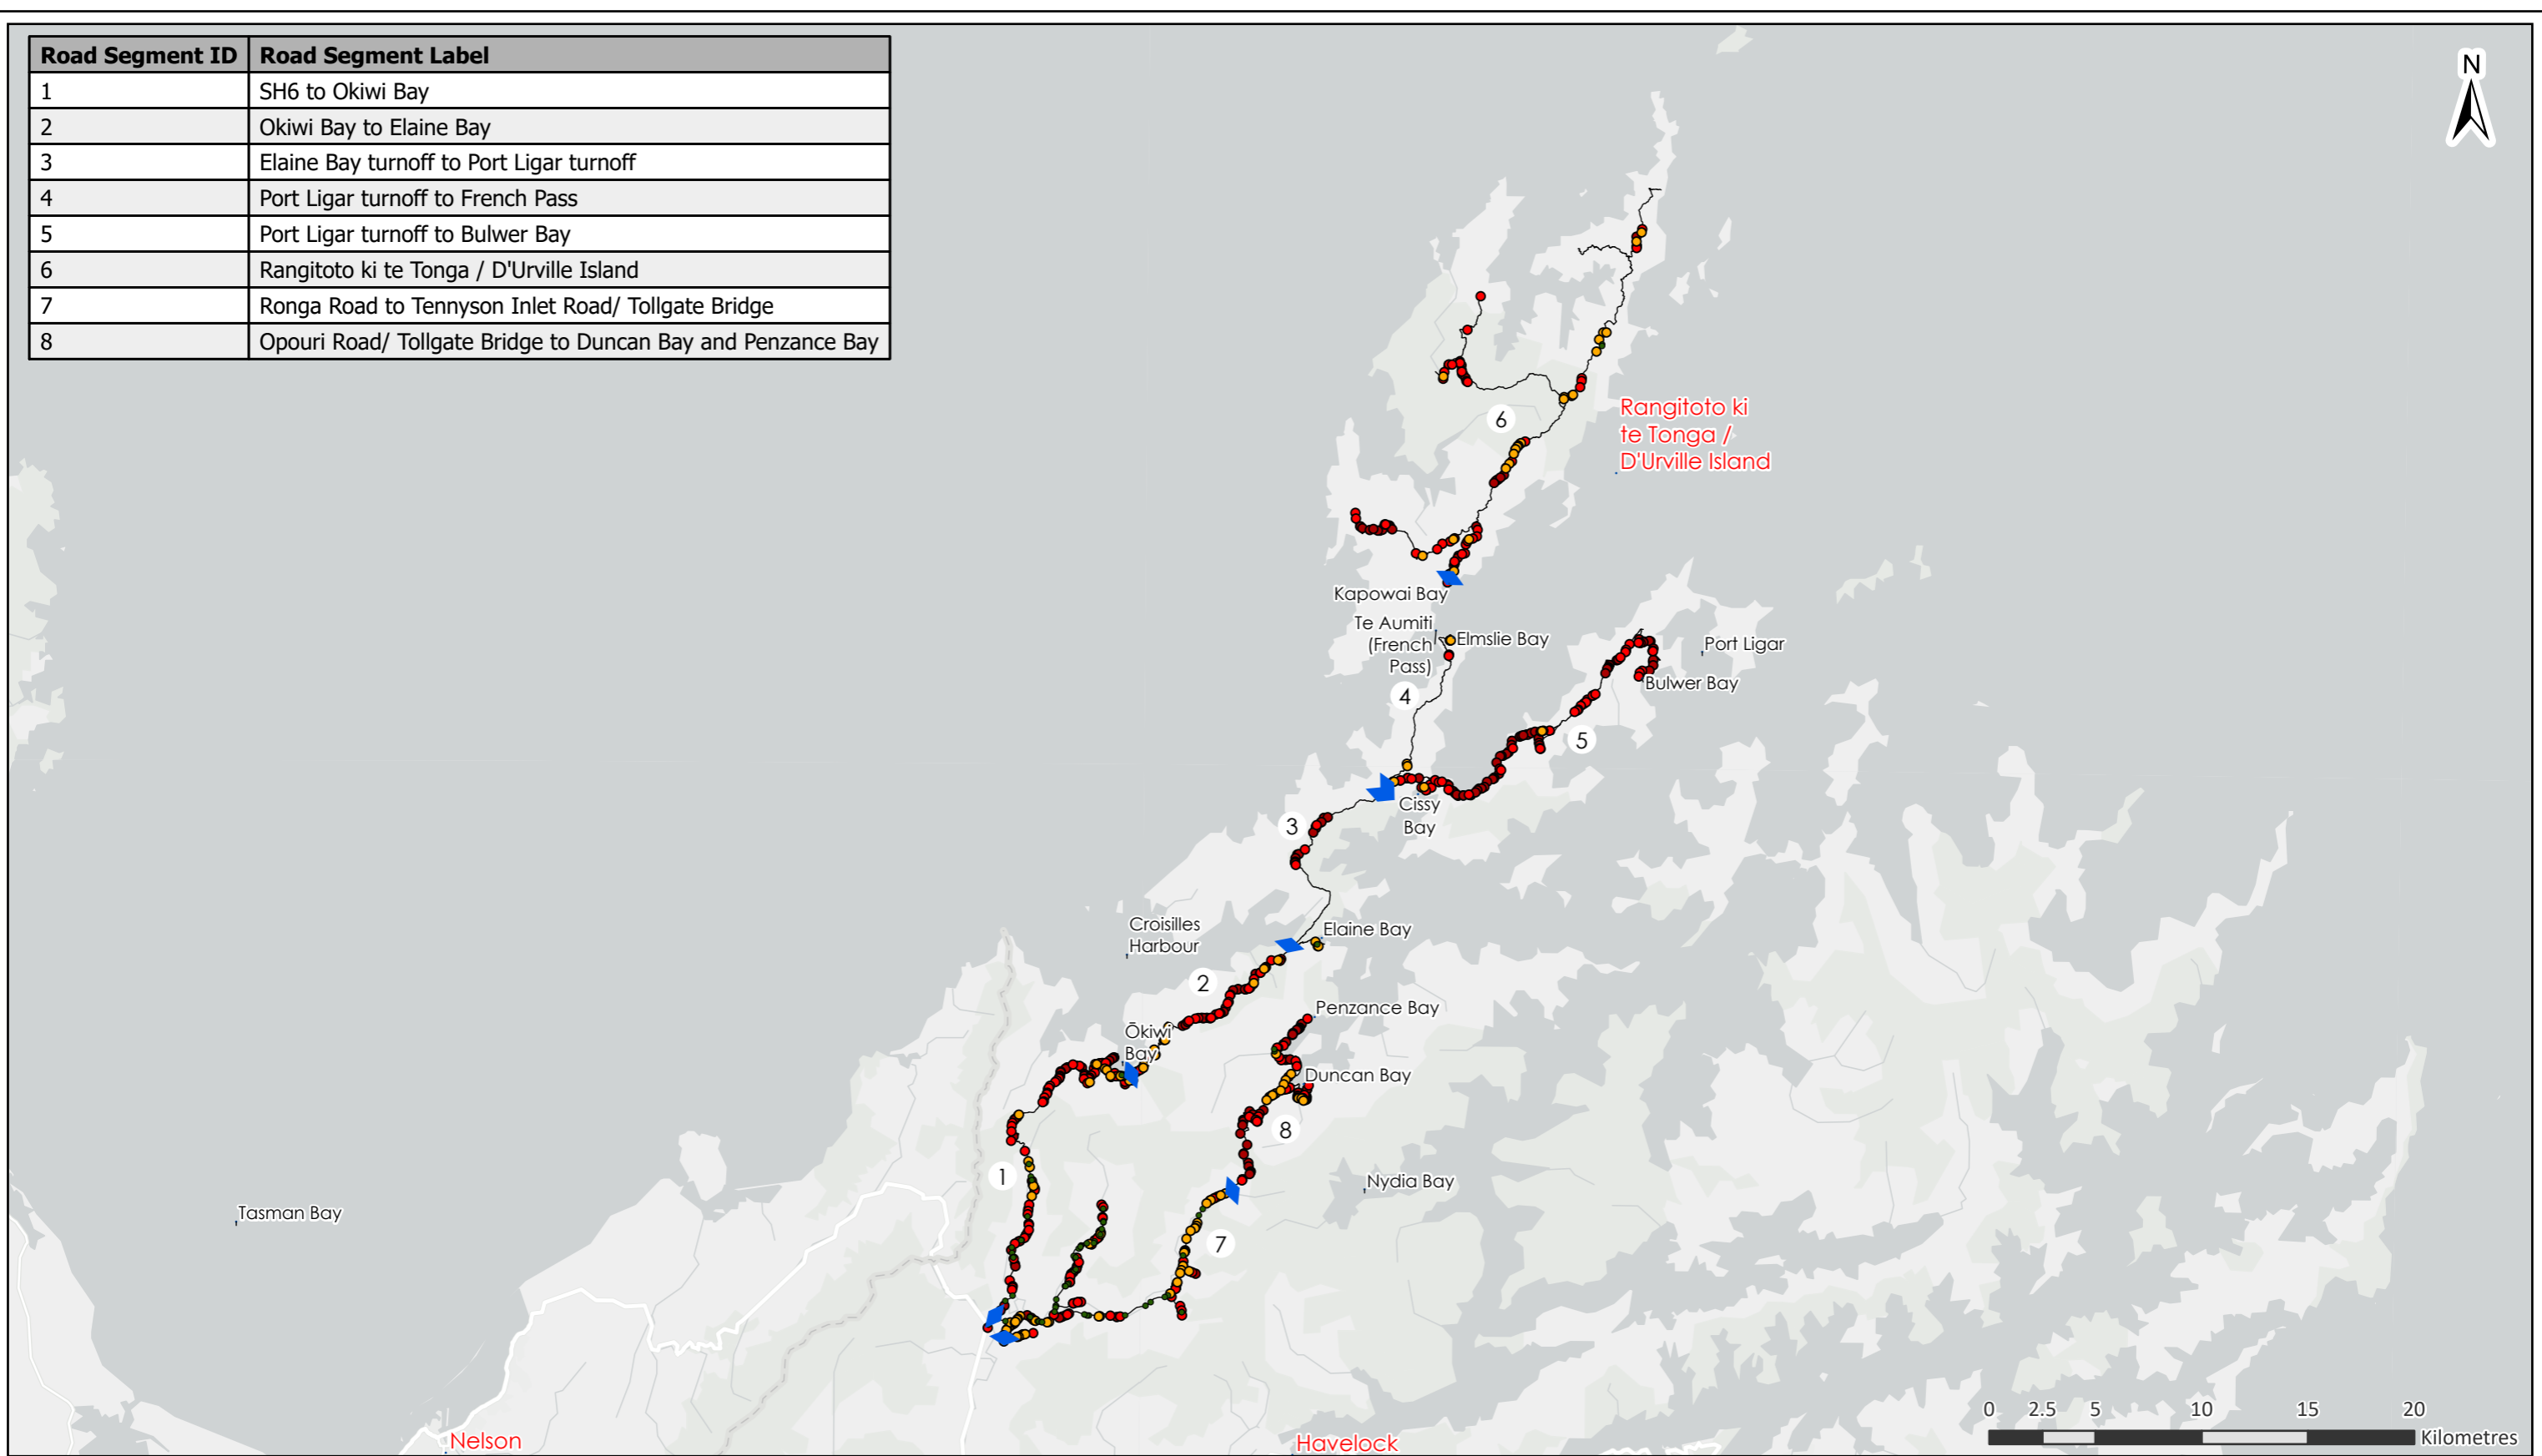 Road Segment ID Road Segment Label
1 SH6 to Okiwi Bay
2 Okiwi Bay to Elaine Bay
3 Elaine Bay turnoff to Port Ligar turnoff
4 Port Ligar turnoff to French Pass
5 Port Ligar turnoff to Bulwer Bay
6 Rangitoto ki te Tonga / D'Urville Island
7 Ronga Road to Tennyson Inlet Road/ Tollgate Bridge
8 Opouri Road/ Tollgate Bridge to Duncan Bay and Penzance Bay
N
Rangitoto ki
te Tonga /
D'Urville Island
6
Kapowai Bay
Te Aumiti
(French
Pass)
Elmslie Bay
Port Ligar
Bulwer Bay
4
5
Cissy
Bay
3
Croisilles
Harbour
Elaine Bay
2
Penzance Bay
Ōkiwi
Bay
Duncan Bay
8
1
Nydia Bay
Tasman Bay
7
Nelson
Havelock
0 2.5 5 10 15 20
Kilometres